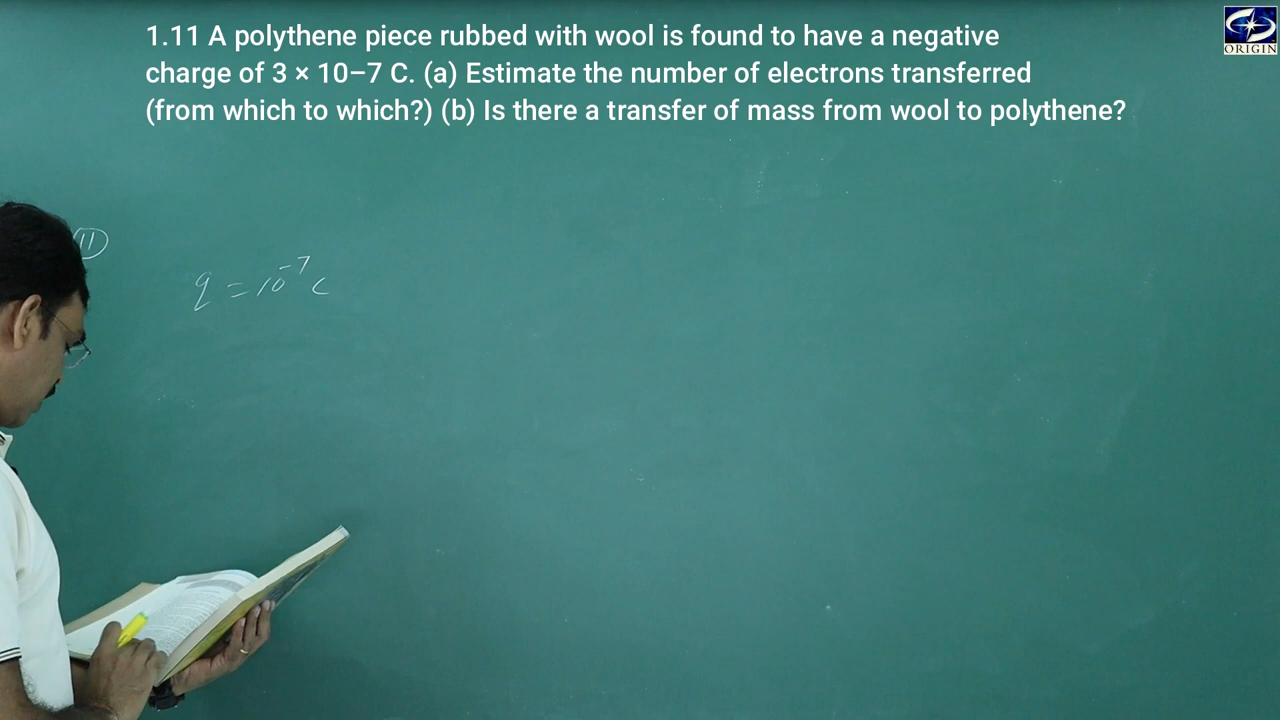 1.11 A polythene piece rubbed with wool is found to have a negative
charge of 3 × 10–7 C. (a) Estimate the number of electrons transferred
(from which to which?) (b) Is there a transfer of mass from wool to polythene?
ORIGIN
11
q = 10⁻⁷ C